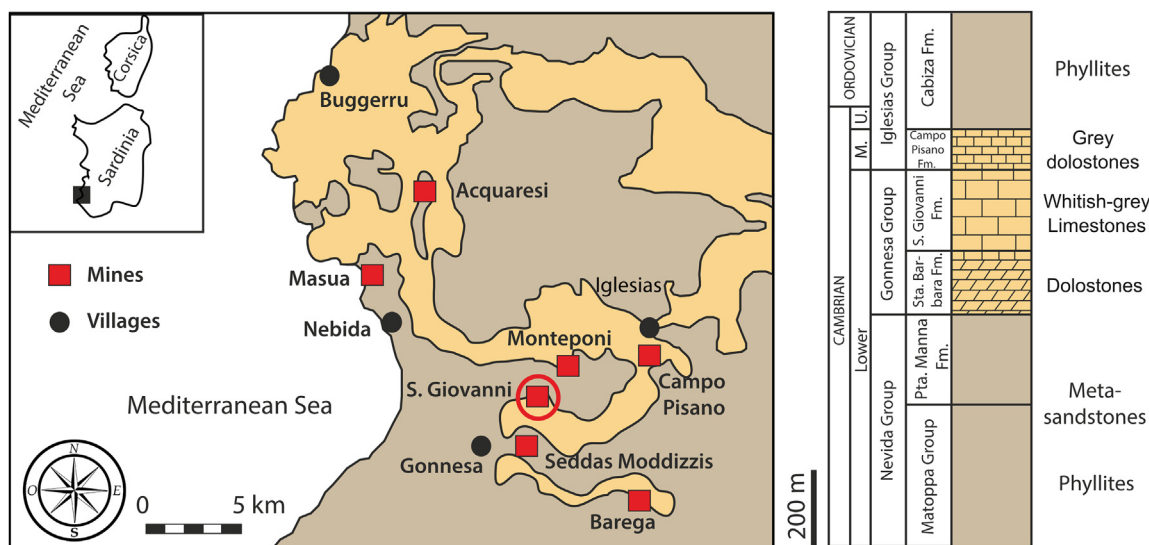 Mediterranean
Sea
Corsica
Sardinia
Buggerru
Acquaresi
Mines
Villages
Masua
Nebida
Iglesias
Monteponi
S. Giovanni
Campo
Pisano
Mediterranean Sea
Gonnesa
Seddas Moddizzis
Barega
N
O
E
S
0
5 km
200 m
ORDOVICIAN
CAMBRIAN
U.
M.
Lower
Iglesias Group
Gonnesa Group
Nevida Group
Cabiza Fm.
Campo
Pisano
Fm.
S. Giovanni
Fm.
Sta. Bar-
bara Fm.
Pta. Manna
Fm.
Matoppa Group
Phyllites
Grey
dolostones
Whitish-grey
Limestones
Dolostones
Meta-
sandstones
Phyllites